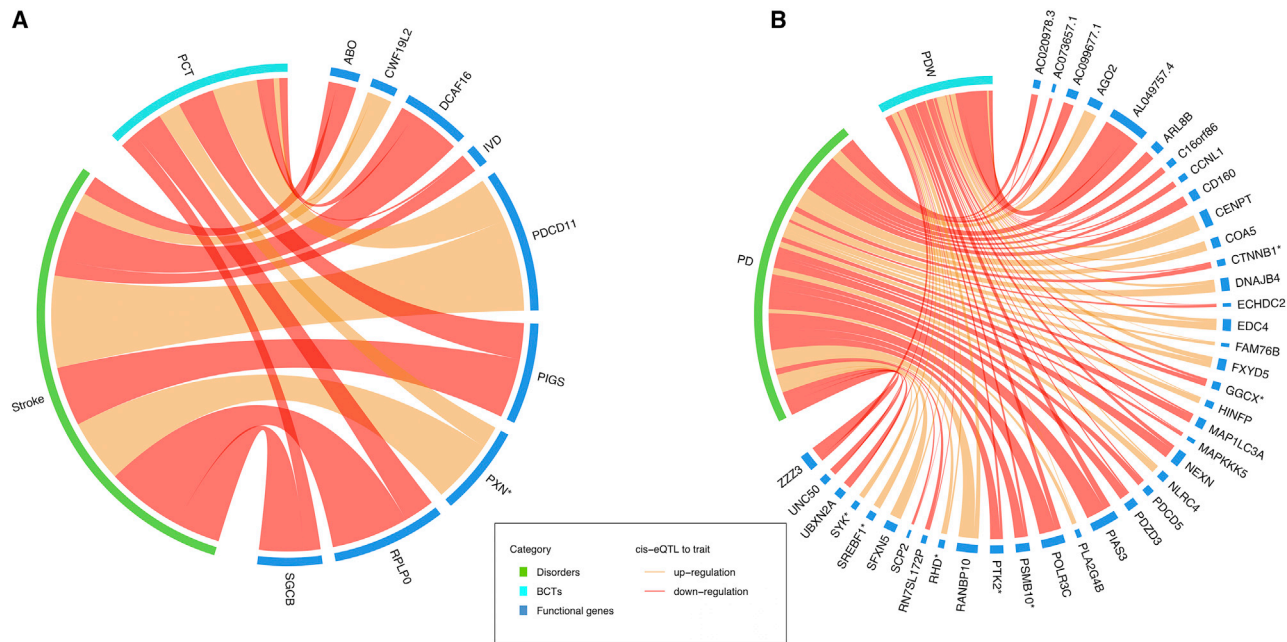 A
PCT
ABO
CWF19L2
DCAF16
IVD
PDCD11
PIGS
PXN*
RPLP0
SGCB
Stroke
B
PDW
AC020978.3
AC073657.1
AC099677.1
AGO2
AL049757.4
ARL8B
C16orf86
CCNL1
CD160
CENPT
COA5
CTNNB1*
DNAJB4
ECHDC2
EDC4
FAM76B
FXYD5
GGCX*
HINFP
MAP1LC3A
MAPKKK5
NEXN
NLRC4
PDCD5
PDZD3
PIAS3
PLA2G4B
POLR3C
PSMB10*
PTK2*
RANBP10
RHD*
RN7SL172P
SCP2
SFXN5
SREBF1*
SYK*
UBXN2A
UNC50
ZZZ3
PD
Category
Disorders
BCTs
Functional genes
cis−eQTL to trait
up−regulation
down−regulation